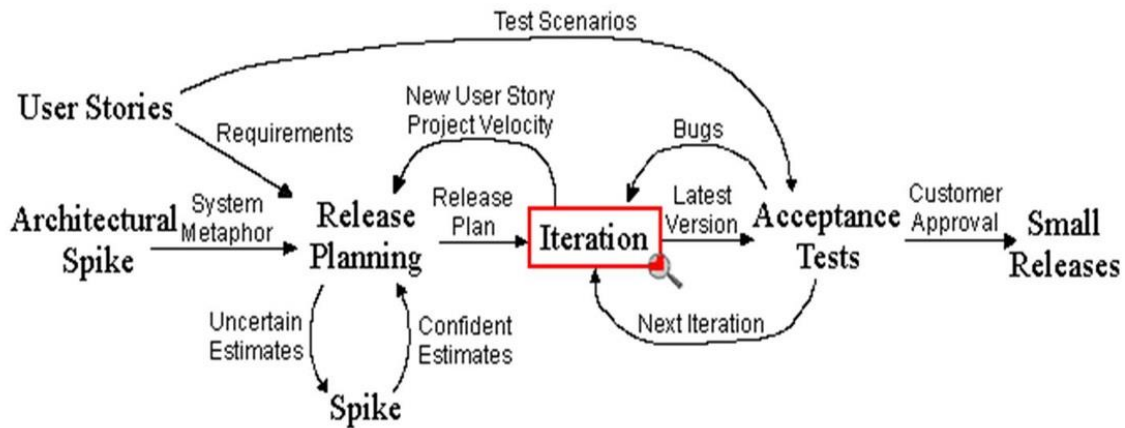 Test Scenarios
User Stories
New User Story
Project Velocity
Bugs
Requirements
Architectural
Spike
System
Metaphor
Release
Planning
Release
Plan
Iteration
Latest
Version
Acceptance
Tests
Customer
Approval
Small
Releases
Uncertain
Estimates
Confident
Estimates
Next Iteration
Spike